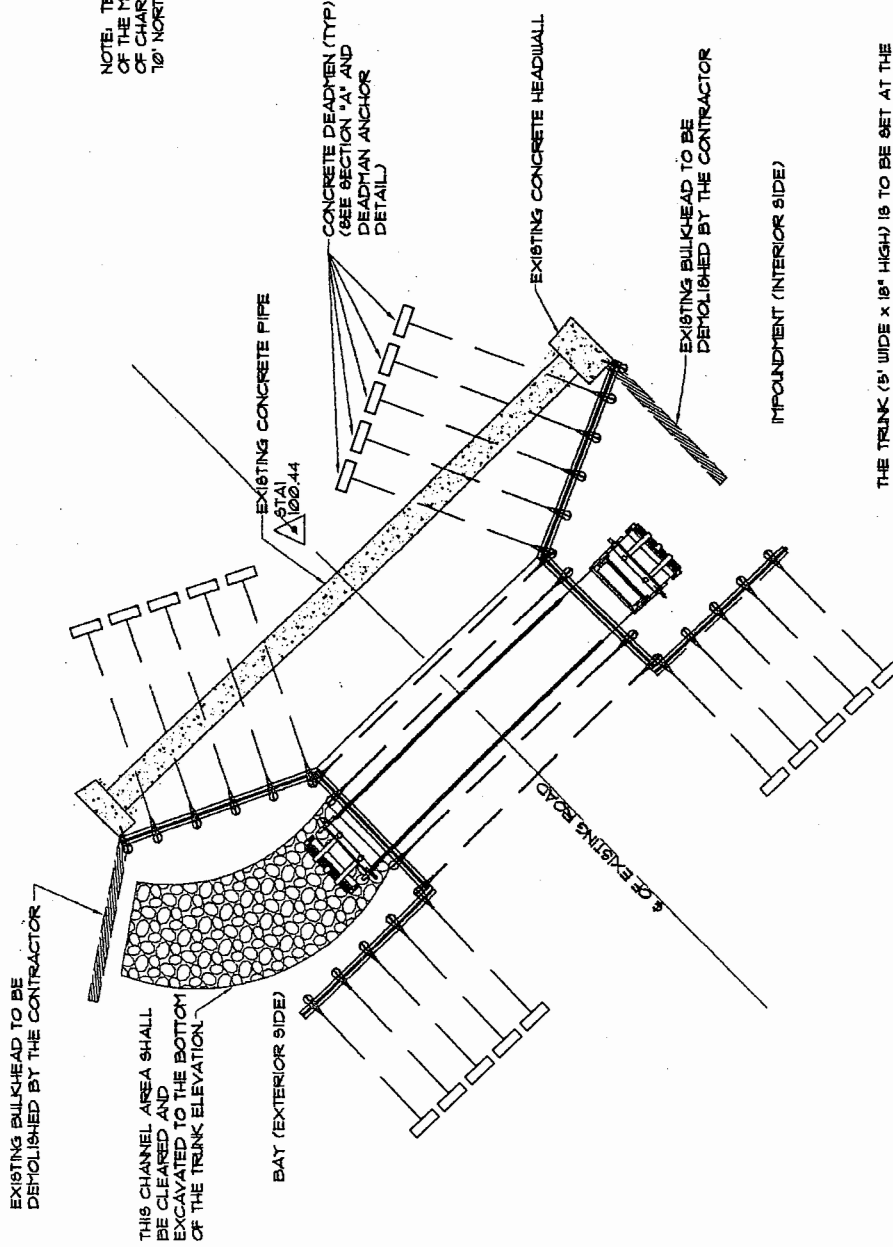 NOTE: TE
OF THE M
OF CHAR
70' NORT
CONCRETE DEADMEN (TYP)
(SEE SECTION "A" AND
DEADMAN ANCHOR
DETAIL)
EXISTING CONCRETE HEADWALL
EXISTING BULKHEAD TO BE
DEMOLISHED BY THE CONTRACTOR
IMPOUNDMENT (INTERIOR SIDE)
THE TRUNK (5' WIDE x 18" HIGH) IS TO BE SET AT THE
EXISTING CONCRETE PIPE
STA1
100.44
℄ OF EXISTING ROAD
EXISTING BULKHEAD TO BE
DEMOLISHED BY THE CONTRACTOR
THIS CHANNEL AREA SHALL
BE CLEARED AND
EXCAVATED TO THE BOTTOM
OF THE TRUNK ELEVATION.
BAY (EXTERIOR SIDE)